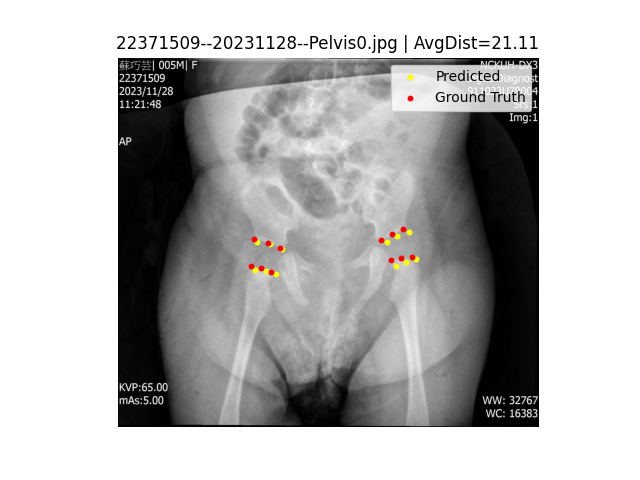 22371509--20231128--Pelvis0.jpg | AvgDist=21.11
蘇巧芸| 005M| F
22371509
2023/11/28
11:21:48
AP
NCKUH-DX3
Predicted
Ground Truth
Img:1
KVP:65.00
mAs:5.00
WW: 32767
WC: 16383